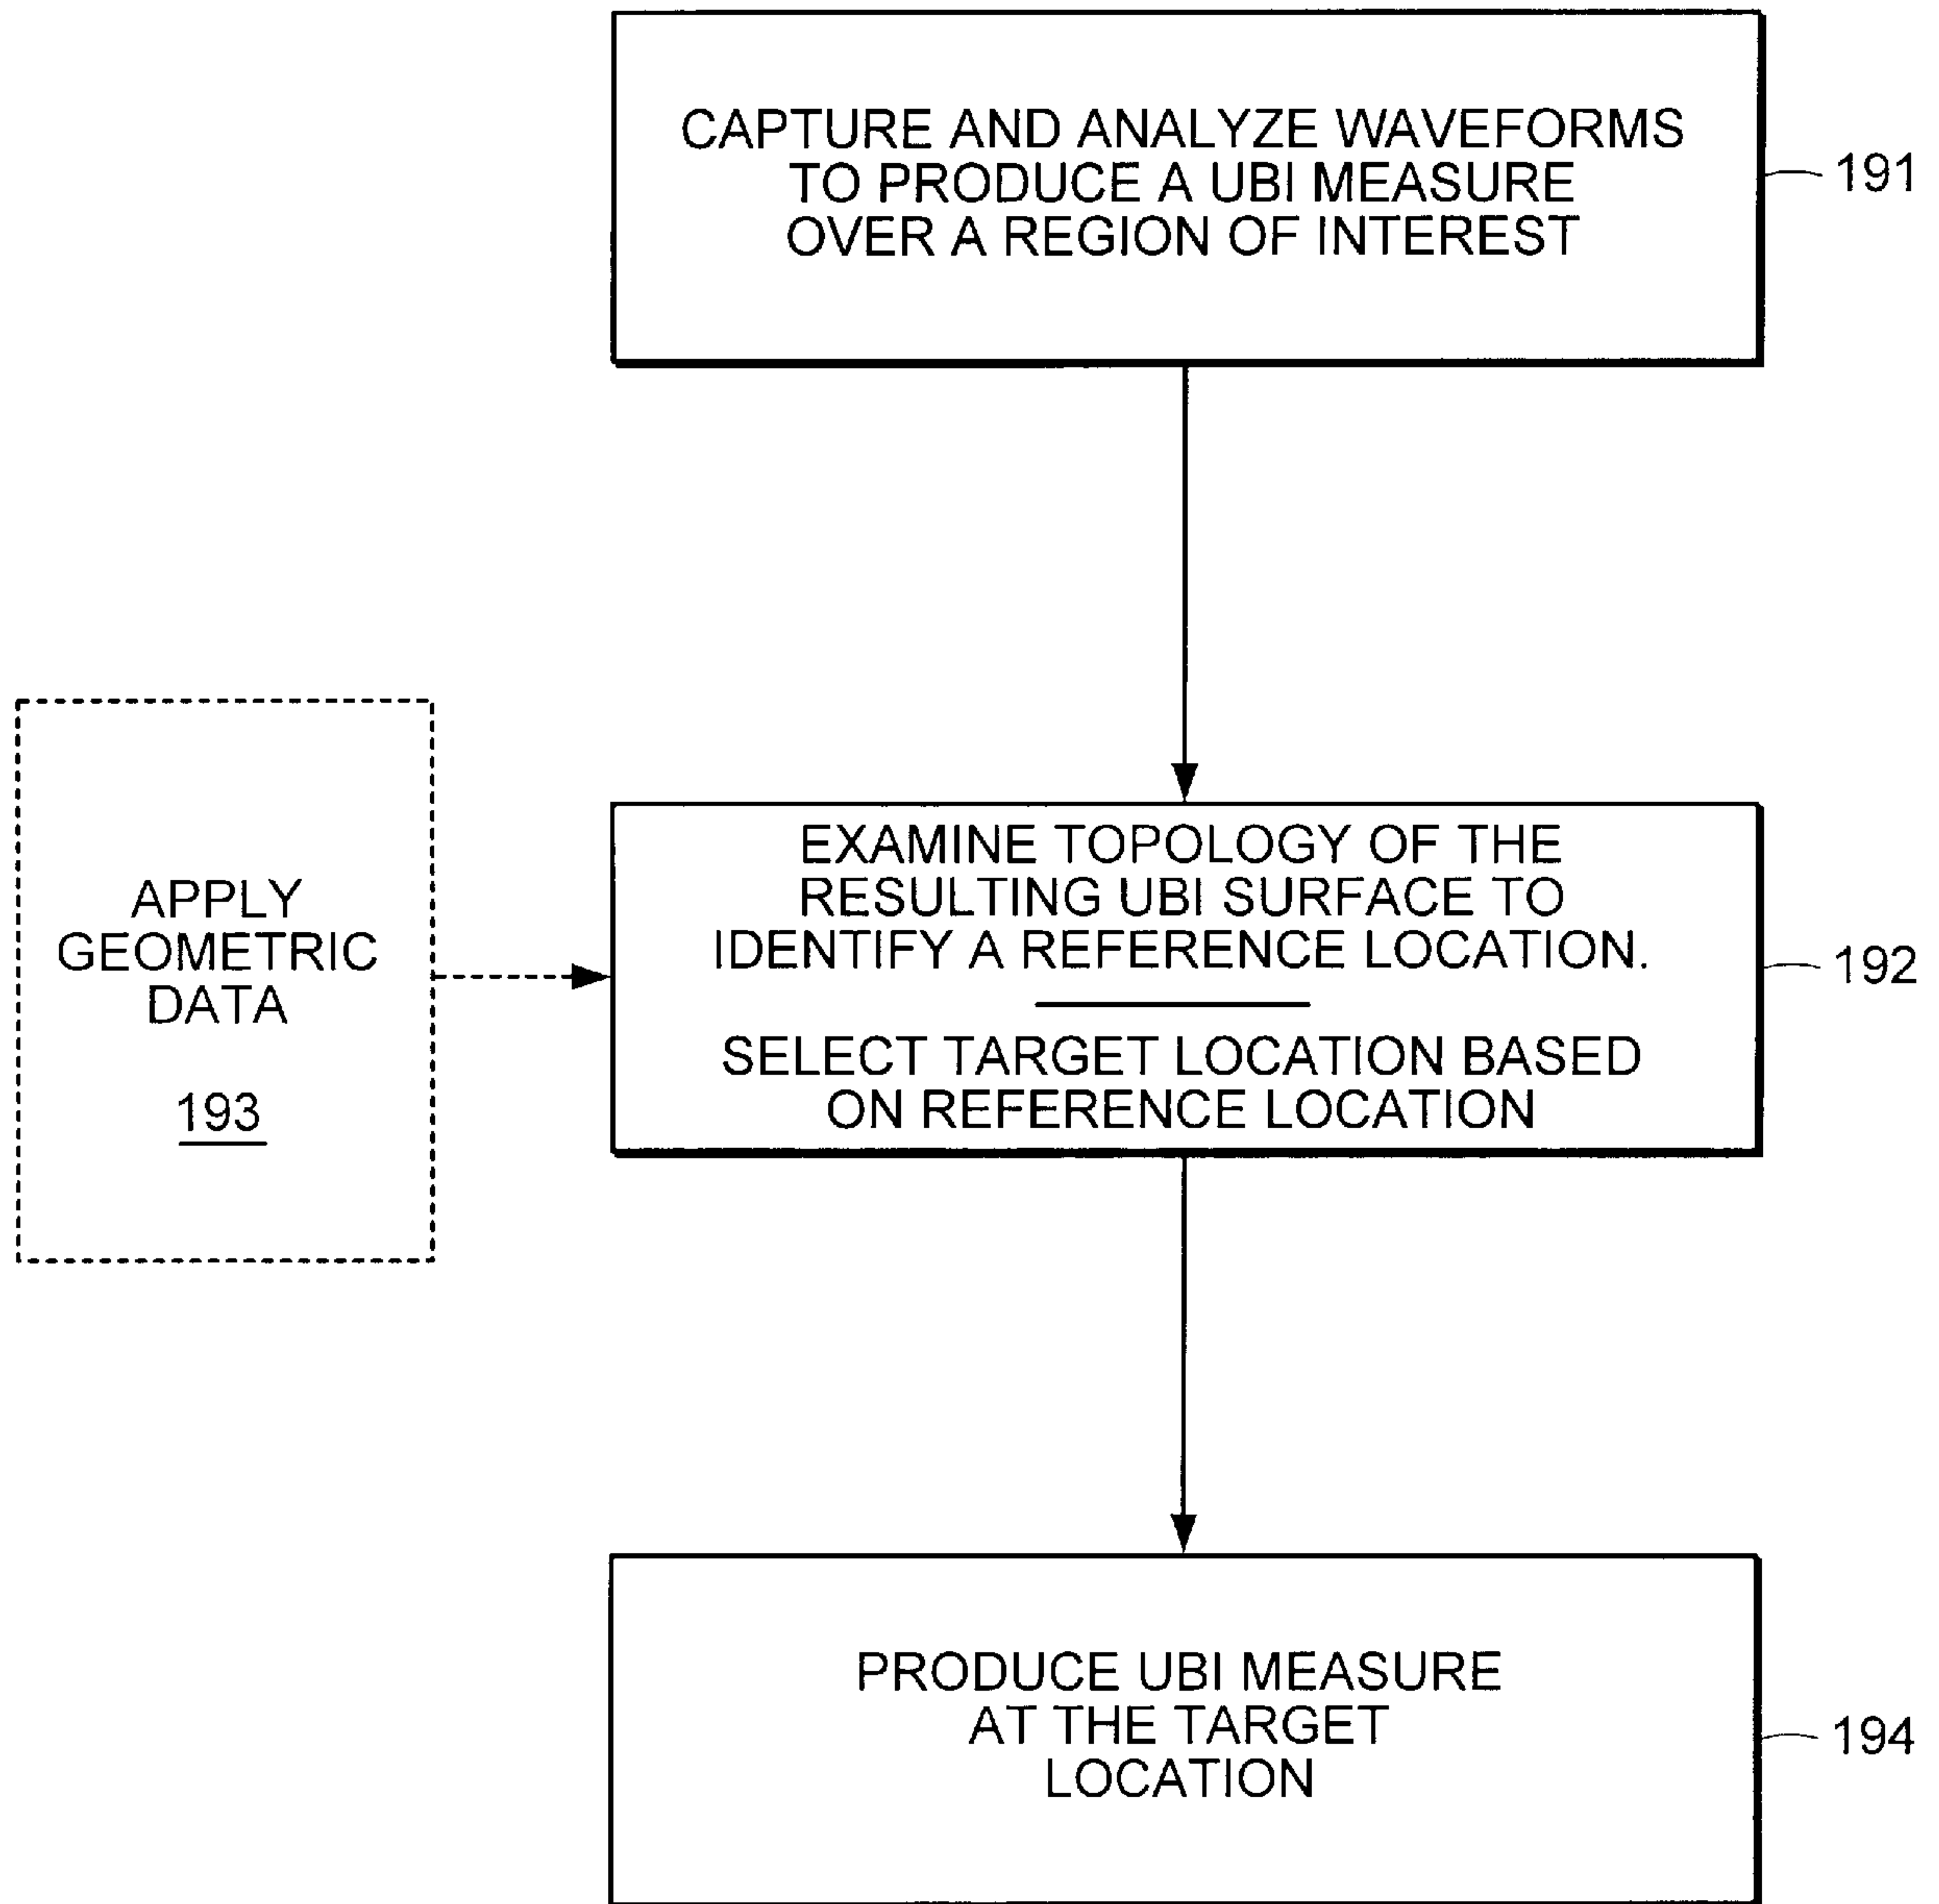 CAPTURE AND ANALYZE WAVEFORMS
TO PRODUCE A UBI MEASURE
OVER A REGION OF INTEREST
191
APPLY
GEOMETRIC
DATA
193
EXAMINE TOPOLOGY OF THE
RESULTING UBI SURFACE TO
IDENTIFY A REFERENCE LOCATION.
SELECT TARGET LOCATION BASED
ON REFERENCE LOCATION
192
PRODUCE UBI MEASURE
AT THE TARGET
LOCATION
194